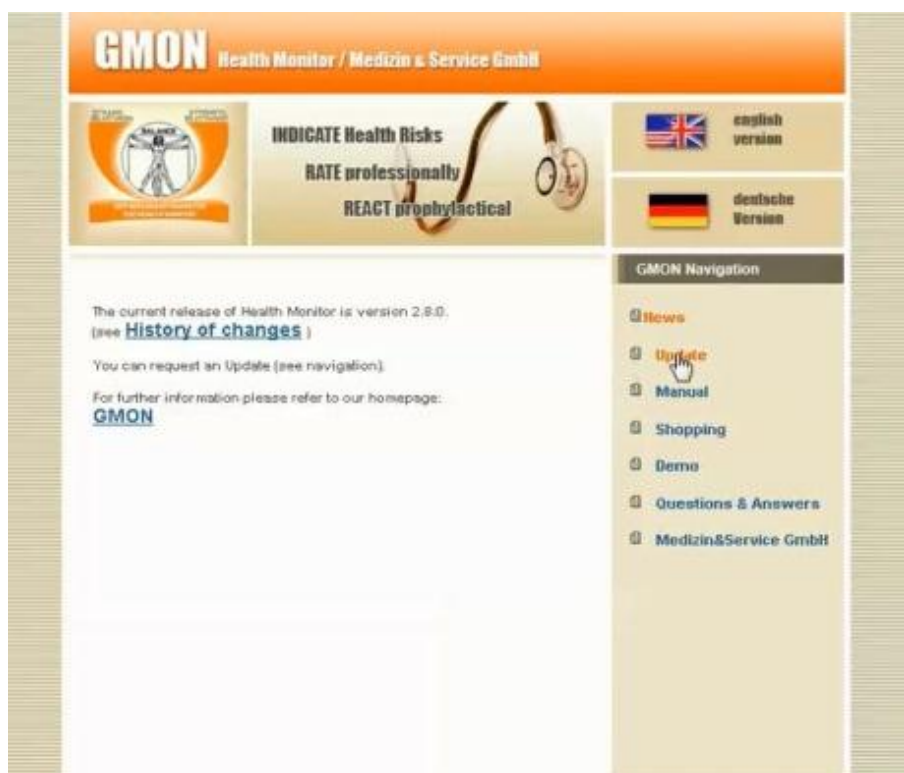 GMON Health Monitor / Medizin & Service GmbH
BALANCE
INDICATE Health Risks
RATE professionally
REACT prophylactical
english
version
deutsche
Version
GMON Navigation
News
Update
Manual
Shopping
Demo
Questions & Answers
Medizin&Service GmbH
The current release of Health Monitor is version 2.8.0.
(see History of changes )
You can request an Update (see navigation).
For further information please refer to our homepage:
GMON